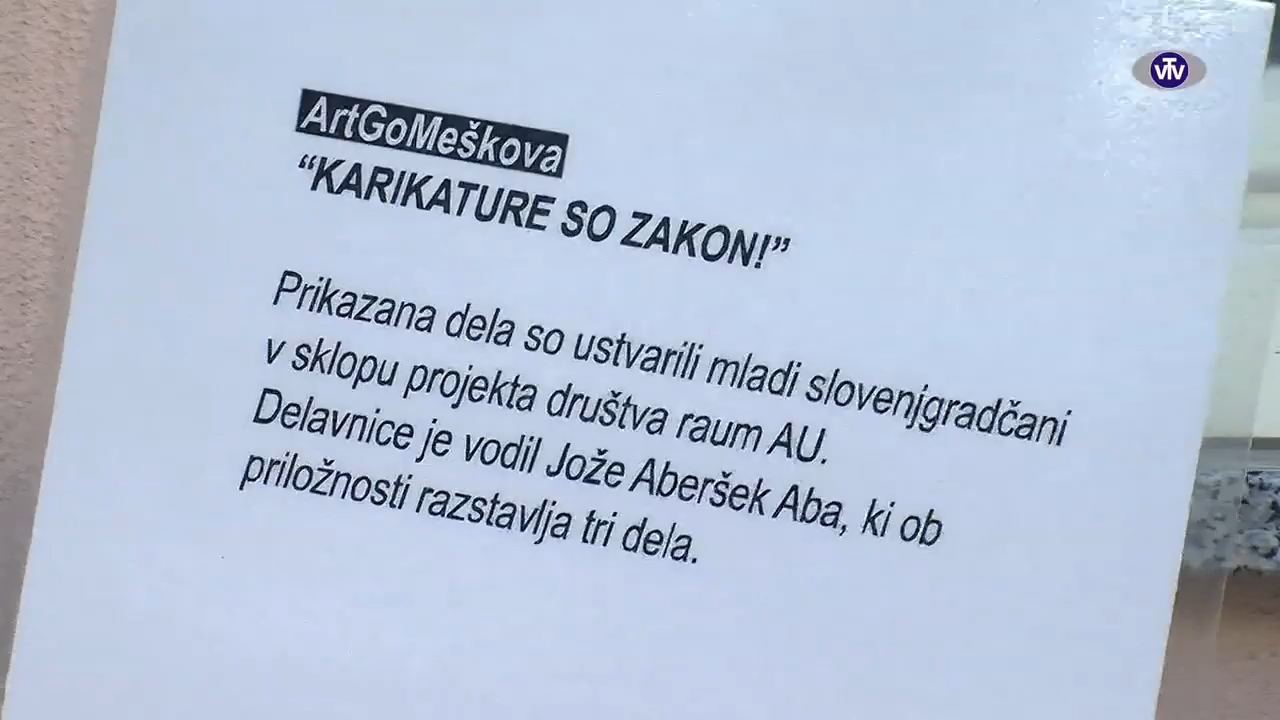 VTV
ArtGoMeškova
“KARIKATURE SO ZAKON!”
Prikazana dela so ustvarili mladi slovenjgradčani
v sklopu projekta društva raum AU.
Delavnice je vodil Jože Aberšek Aba, ki ob
priložnosti razstavlja tri dela.